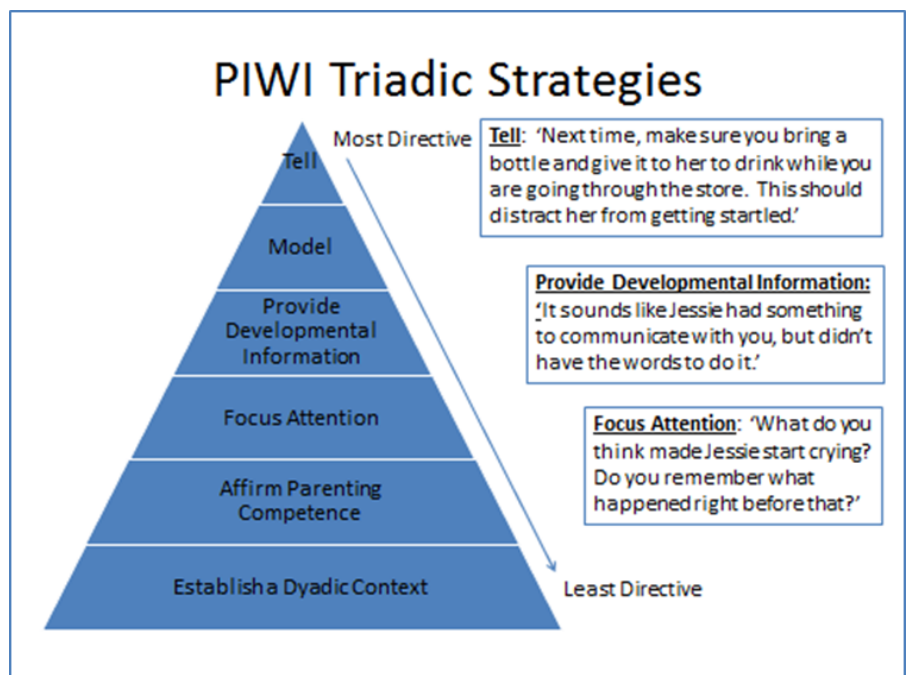 PIWI Triadic Strategies
Most Directive
Tell
Model
Provide
Developmental
Information
Focus Attention
Affirm Parenting
Competence
Establish a Dyadic Context
Least Directive
Tell: ‘Next time, make sure you bring a
bottle and give it to her to drink while you
are going through the store. This should
distract her from getting startled.’
Provide Developmental Information:
‘It sounds like Jessie had something
to communicate with you, but didn’t
have the words to do it.’
Focus Attention: ‘What do you
think made Jessie start crying?
Do you remember what
happened right before that?’